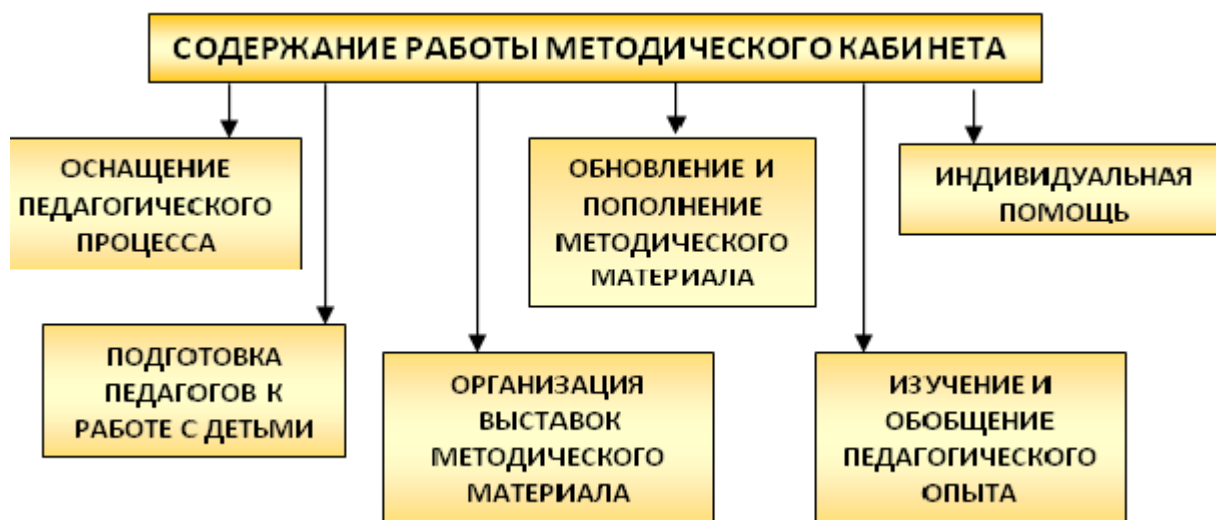 СОДЕРЖАНИЕ РАБОТЫ МЕТОДИЧЕСКОГО КАБИНЕТА
ОСНАЩЕНИЕ
ПЕДАГОГИЧЕСКОГО
ПРОЦЕССА
ОБНОВЛЕНИЕ И
ПОПОЛНЕНИЕ
МЕТОДИЧЕСКОГО
МАТЕРИАЛА
ИНДИВИДУАЛЬНАЯ
ПОМОЩЬ
ПОДГОТОВКА
ПЕДАГОГОВ К
РАБОТЕ С ДЕТЬМИ
ОРГАНИЗАЦИЯ
ВЫСТАВОК
МЕТОДИЧЕСКОГО
МАТЕРИАЛА
ИЗУЧЕНИЕ И
ОБОБЩЕНИЕ
ПЕДАГОГИЧЕСКОГО
ОПЫТА